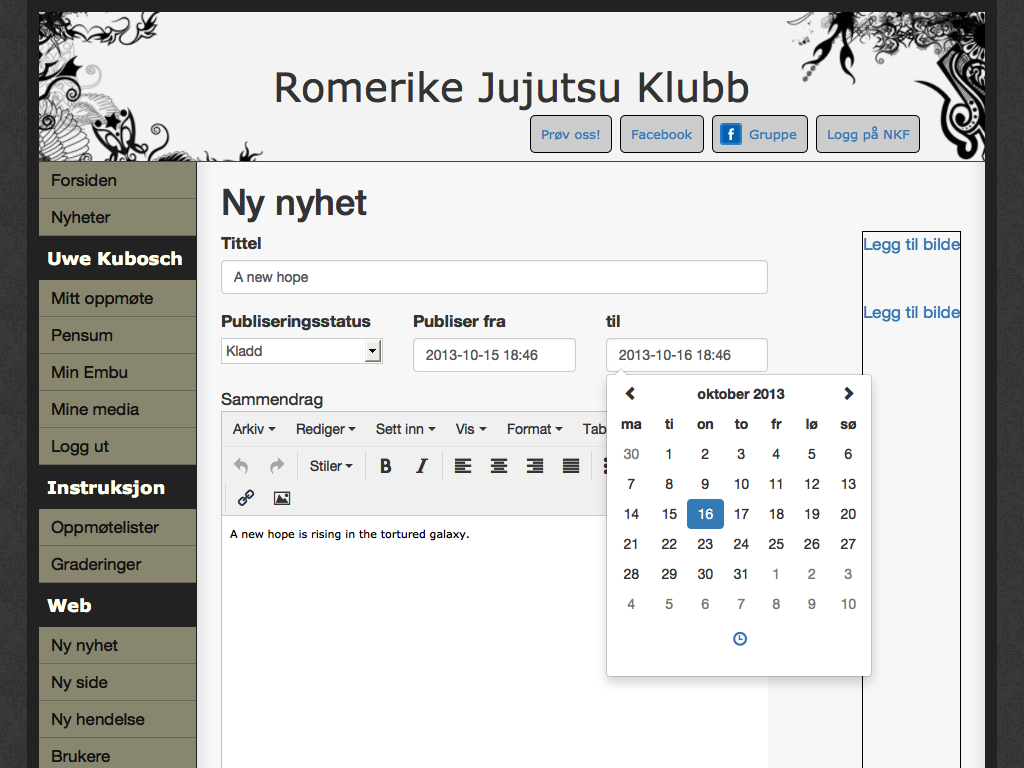 Romerike Jujutsu Klubb
Prøv oss! Facebook f Gruppe Logg på NKF
Forsiden
Nyheter
Uwe Kubosch
Mitt oppmøte
Pensum
Min Embu
Mine media
Logg ut
Instruksjon
Oppmøtelister
Graderinger
Web
Ny nyhet
Ny side
Ny hendelse
Brukere
Ny nyhet
Tittel
A new hope
Publiseringsstatus Publiser fra til
Kladd 2013-10-15 18:46 2013-10-16 18:46
Sammendrag
Arkiv Rediger Sett inn Vis Format Tab
Stiler B I
A new hope is rising in the tortured galaxy.
oktober 2013
ma ti on to fr lø sø
30 1 2 3 4 5 6
7 8 9 10 11 12 13
14 15 16 17 18 19 20
21 22 23 24 25 26 27
28 29 30 31 1 2 3
4 5 6 7 8 9 10
Legg til bilde
Legg til bilde